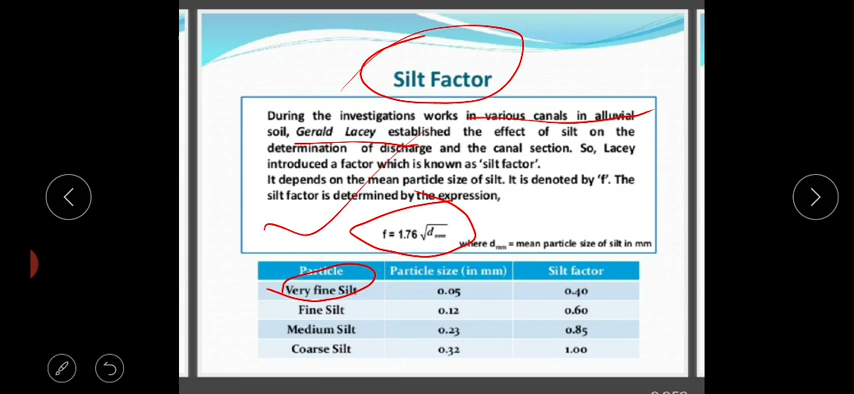 Silt Factor
During the investigations works in various canals in alluvial
soil, Gerald Lacey established the effect of silt on the
determination of discharge and the canal section. So, Lacey
introduced a factor which is known as ‘silt factor’.
It depends on the mean particle size of silt. It is denoted by ‘f’. The
silt factor is determined by the expression,
f = 1.76 √d mm
where d mm = mean particle size of silt in mm
Particle Particle size (in mm) Silt factor
Very fine Silt 0.05 0.40
Fine Silt 0.12 0.60
Medium Silt 0.23 0.85
Coarse Silt 0.32 1.00